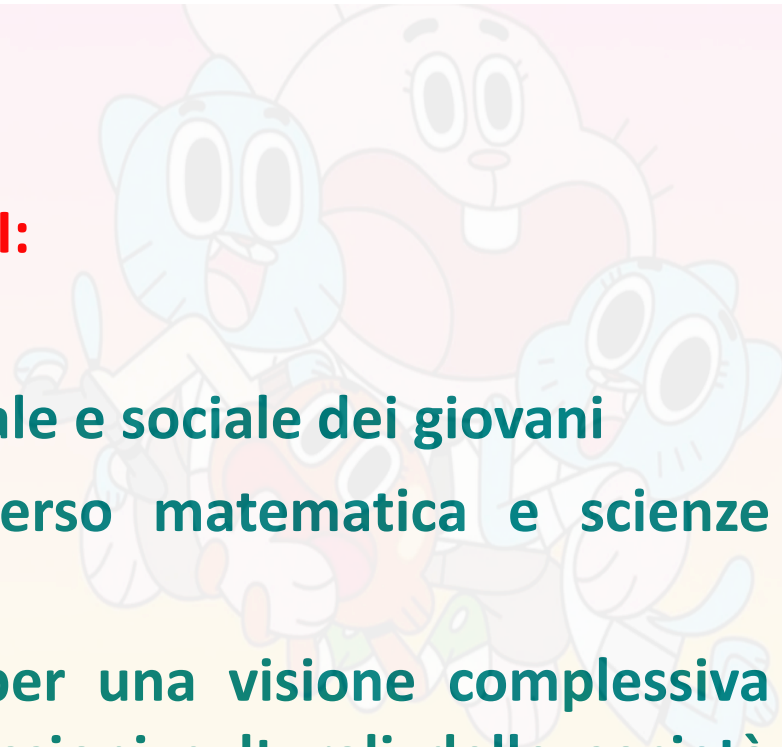 I:
ale e sociale dei giovani
erso matematica e scienze
per una visione complessiva